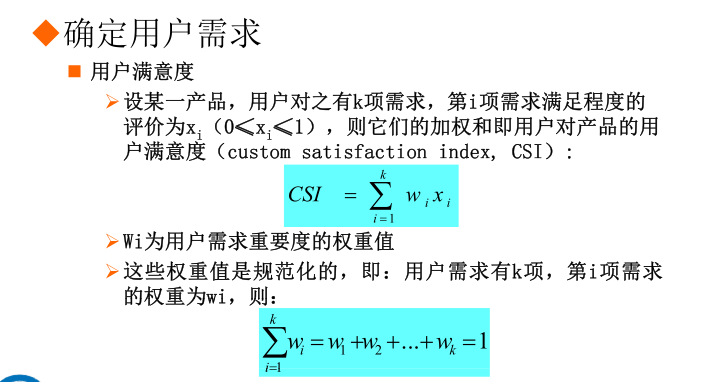 确定用户需求
用户满意度
设某一产品，用户对之有k项需求，第i项需求满足程度的
评价为xi（0≤xi≤1），则它们的加权和即用户对产品的用
户满意度（custom satisfaction index, CSI）:
CSI = ∑_{i=1}^{k} w_i x_i
Wi为用户需求重要度的权重值
这些权重值是规范化的，即：用户需求有k项，第i项需求
的权重为wi，则:
∑_{i=1}^{k} w_i = w_1 + w_2 + ... + w_k = 1